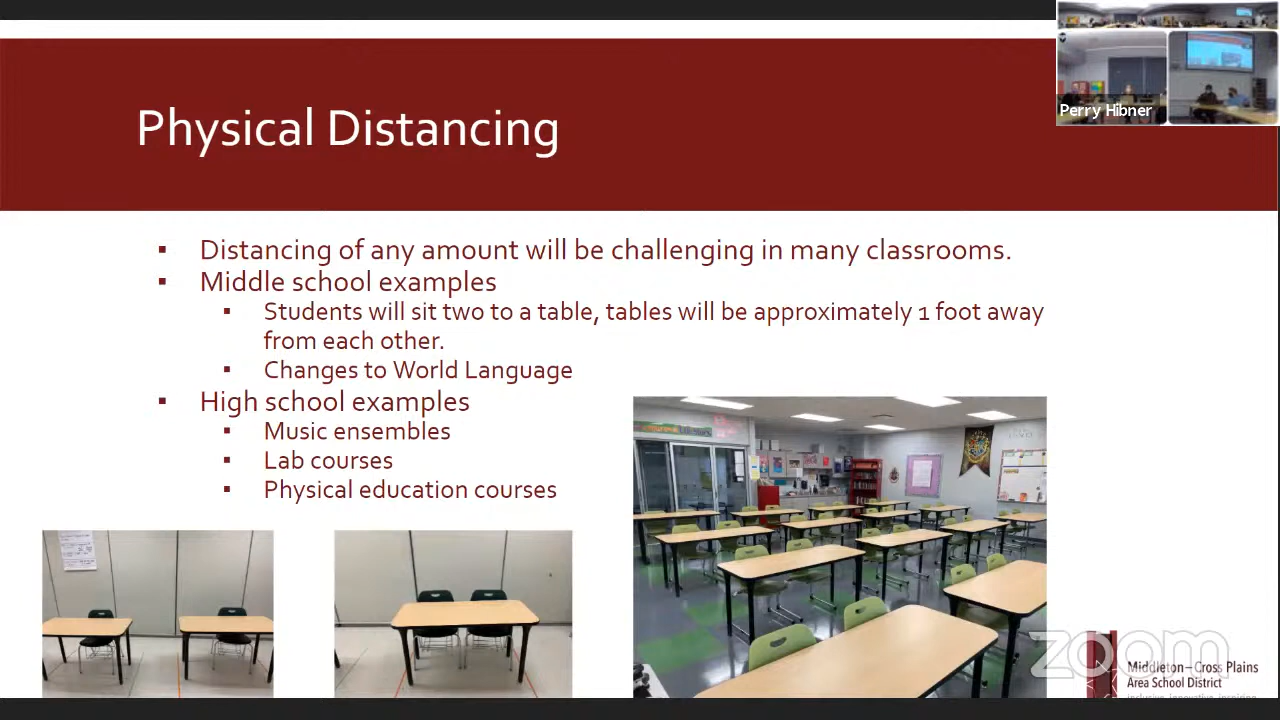 Physical Distancing
Perry Hibner
▪ Distancing of any amount will be challenging in many classrooms.
▪ Middle school examples
▪ Students will sit two to a table, tables will be approximately 1 foot away
from each other.
▪ Changes to World Language
▪ High school examples
▪ Music ensembles
▪ Lab courses
▪ Physical education courses
zoom
Middleton–Cross Plains
Area School District